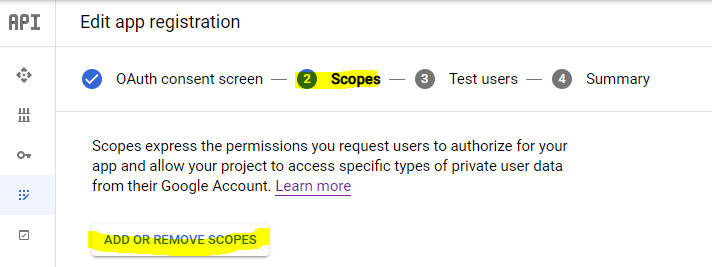 API Edit app registration
OAuth consent screen — 2 Scopes — 3 Test users — 4 Summary
Scopes express the permissions you request users to authorize for your
app and allow your project to access specific types of private user data
from their Google Account. Learn more
ADD OR REMOVE SCOPES